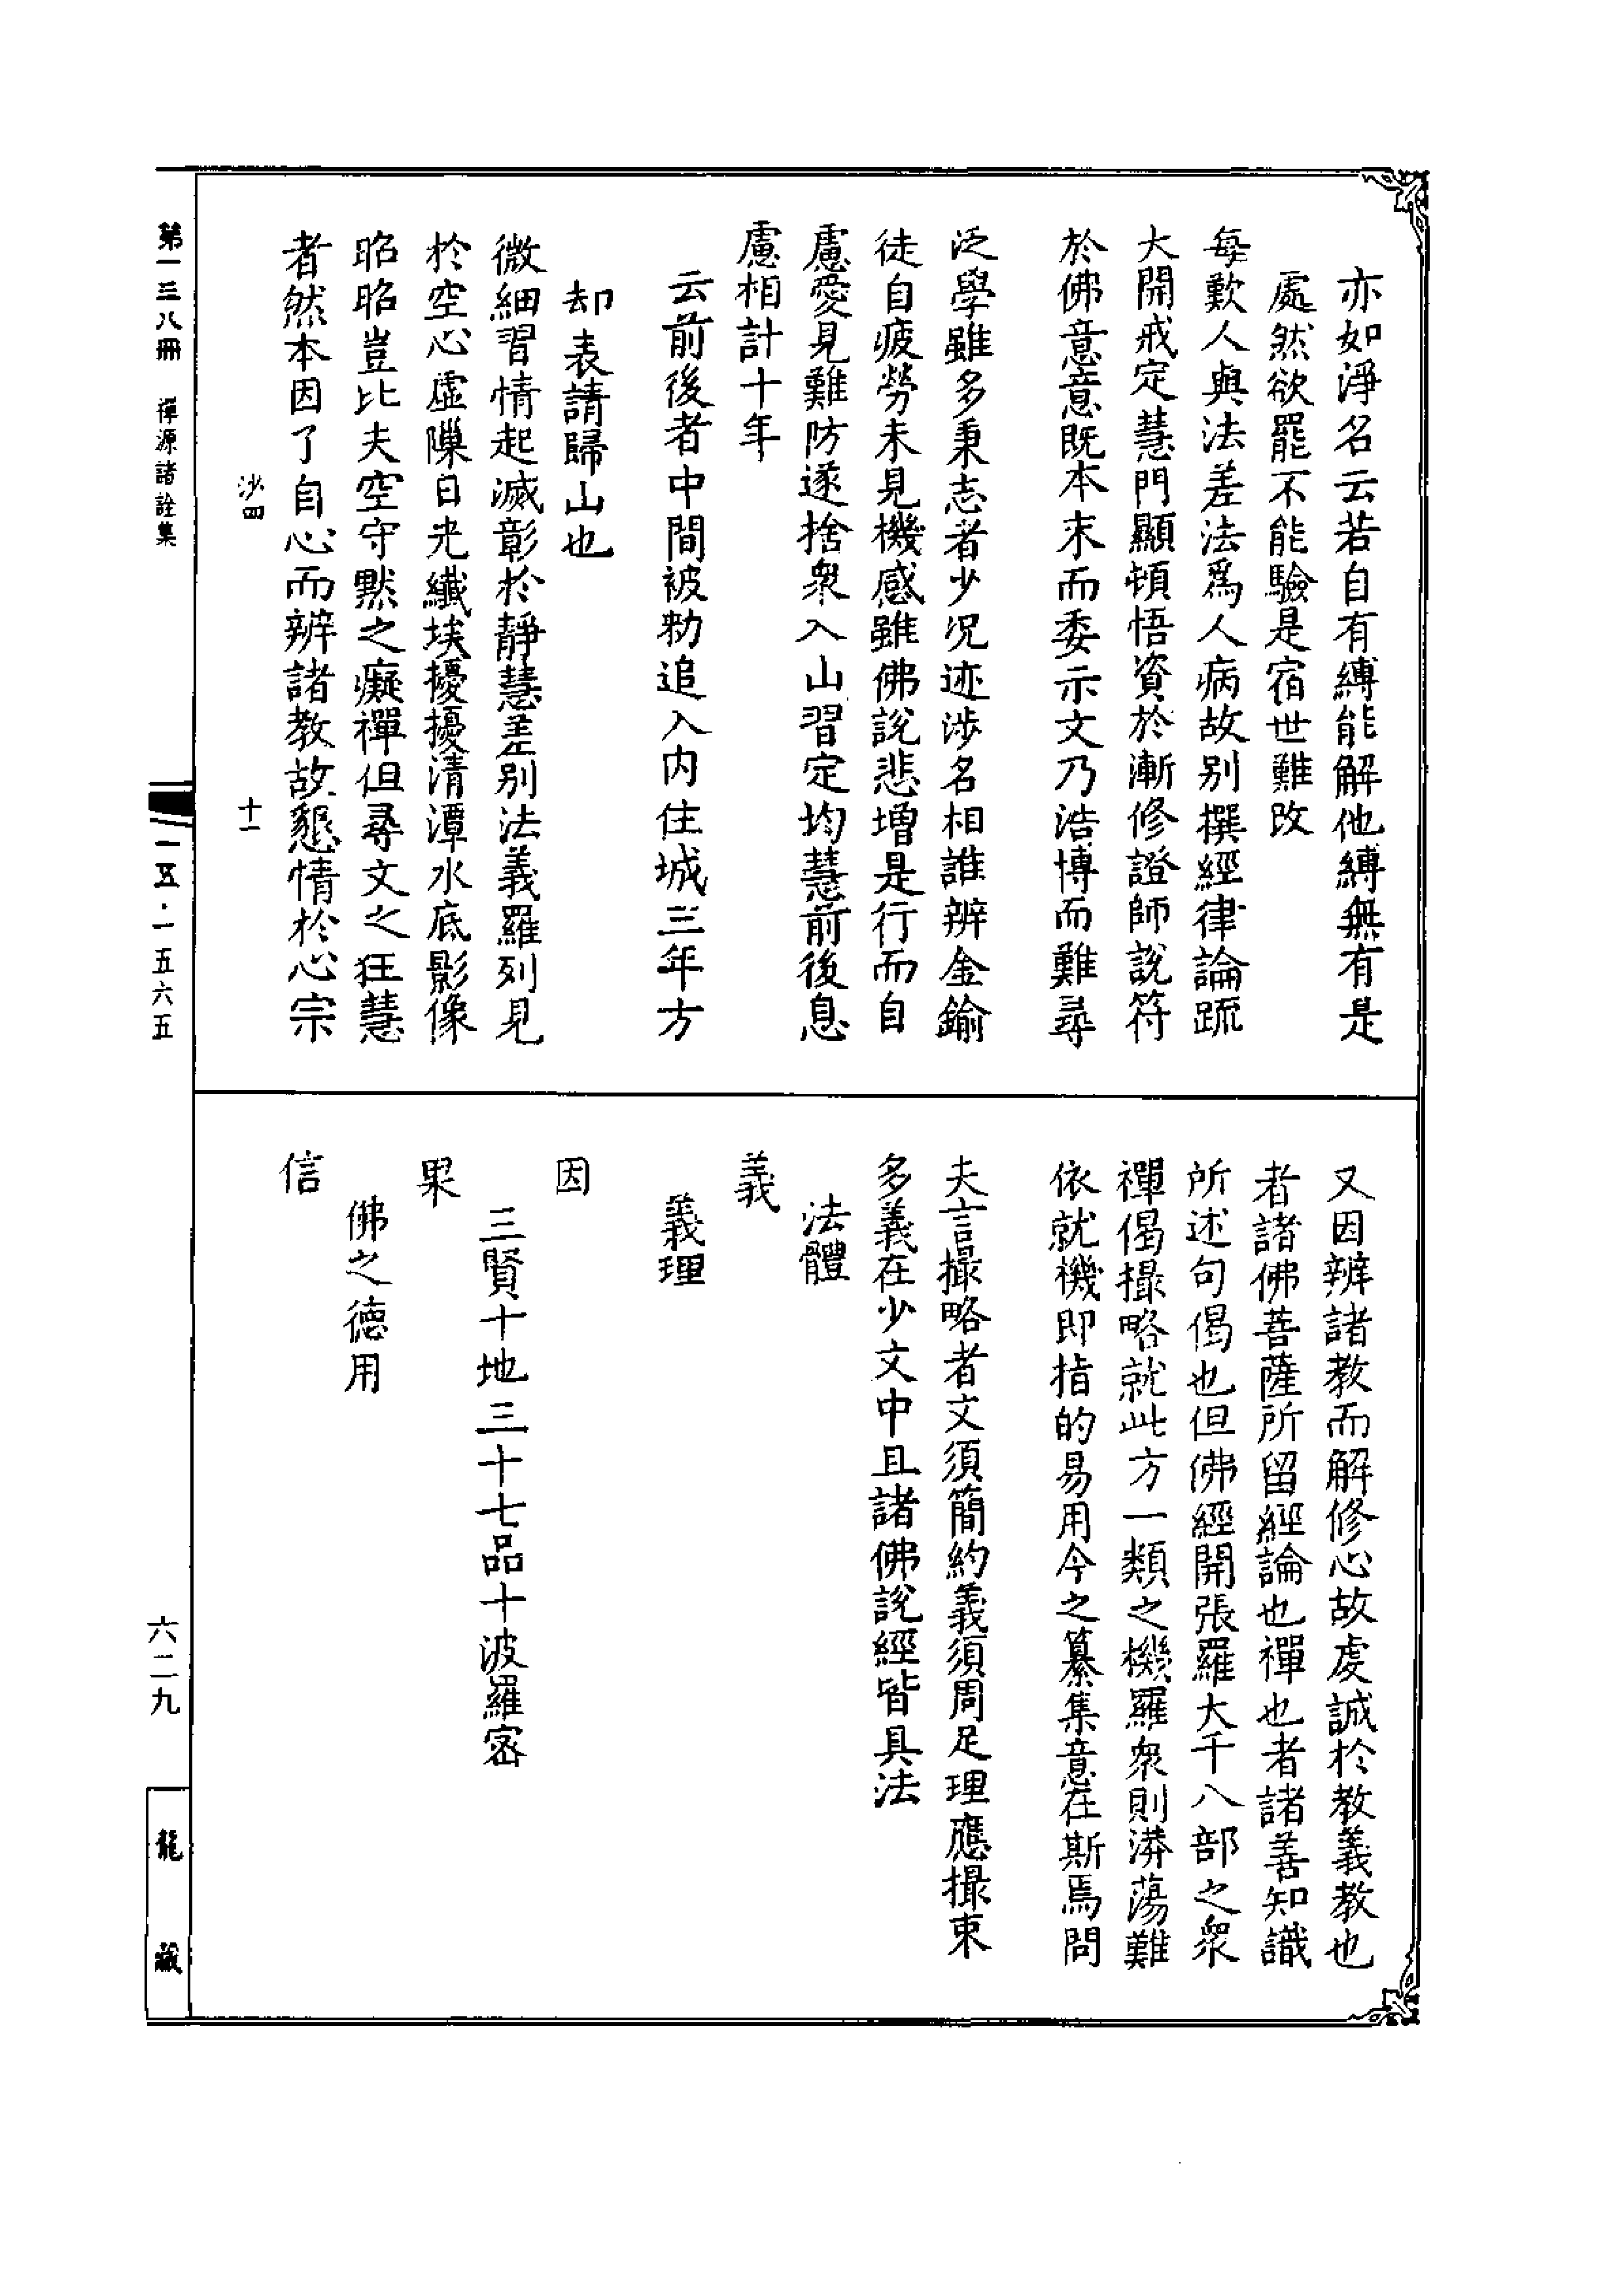 亦如淨名云若自有縛能解他縛無有是
處然欲罷不能驗是宿世難改
每歎人與法差法爲人病故別撰經律論疏
大開戒定慧門顯頓悟資於漸修證師說符
於佛意意既本末而委示文乃浩博而難尋
泛學雖多秉志者少況迹涉名相誰辨金鍮
徒自疲勞未見機感雖佛說悲增是行而自
慮愛見難防遂捨衆入山習定均慧前後息
慮相計十年
云前後者中間被勑追入內住城三年方
却表請歸山也
微細習情起滅彰於靜慧差別法義羅列見
於空心虛隟日光纖埃擾擾清潭水底影像
昭昭豈比夫空守默之癡禪但尋文之狂慧
者然本因了自心而辨諸教故懇情於心宗
沙四
十一
又因辨諸教而解修心故虔誠於教義教也
者諸佛菩薩所留經論也禪也者諸善知識
所述句偈也但佛經開張羅大千八部之衆
禪偈撮略就此方一類之機羅衆則漭蕩難
依就機即指的易用今之纂集意在斯焉問
夫言撮略者文須簡約義須周足理應撮束
多義在少文中且諸佛說經皆具法
法體
義
義理
因
三賢十地三十七品十波羅密
果
佛之德用
信
第一三八冊
禪源諸詮集
一五·一五六五
六二九
龍藏